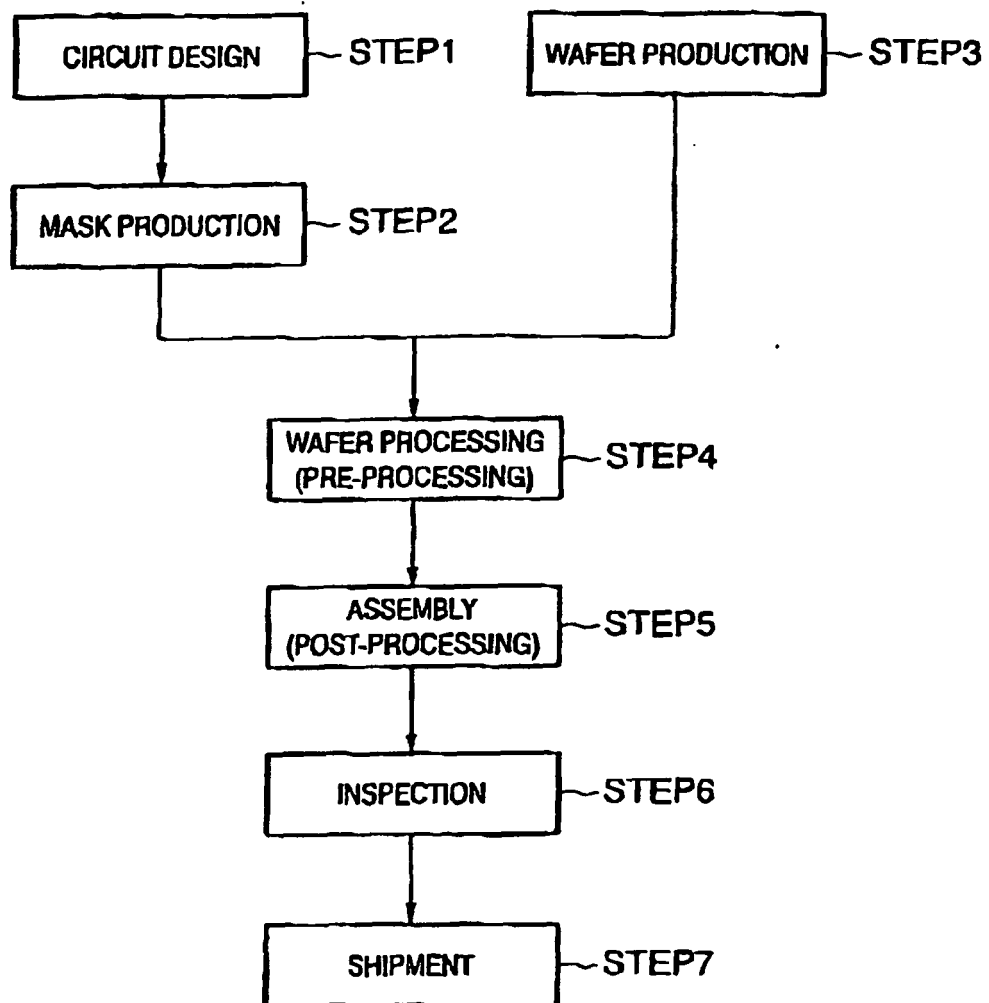 CIRCUIT DESIGN STEP1
WAFER PRODUCTION STEP3
MASK PRODUCTION STEP2
WAFER PROCESSING
(PRE-PROCESSING) STEP4
ASSEMBLY
(POST-PROCESSING) STEP5
INSPECTION STEP6
SHIPMENT STEP7